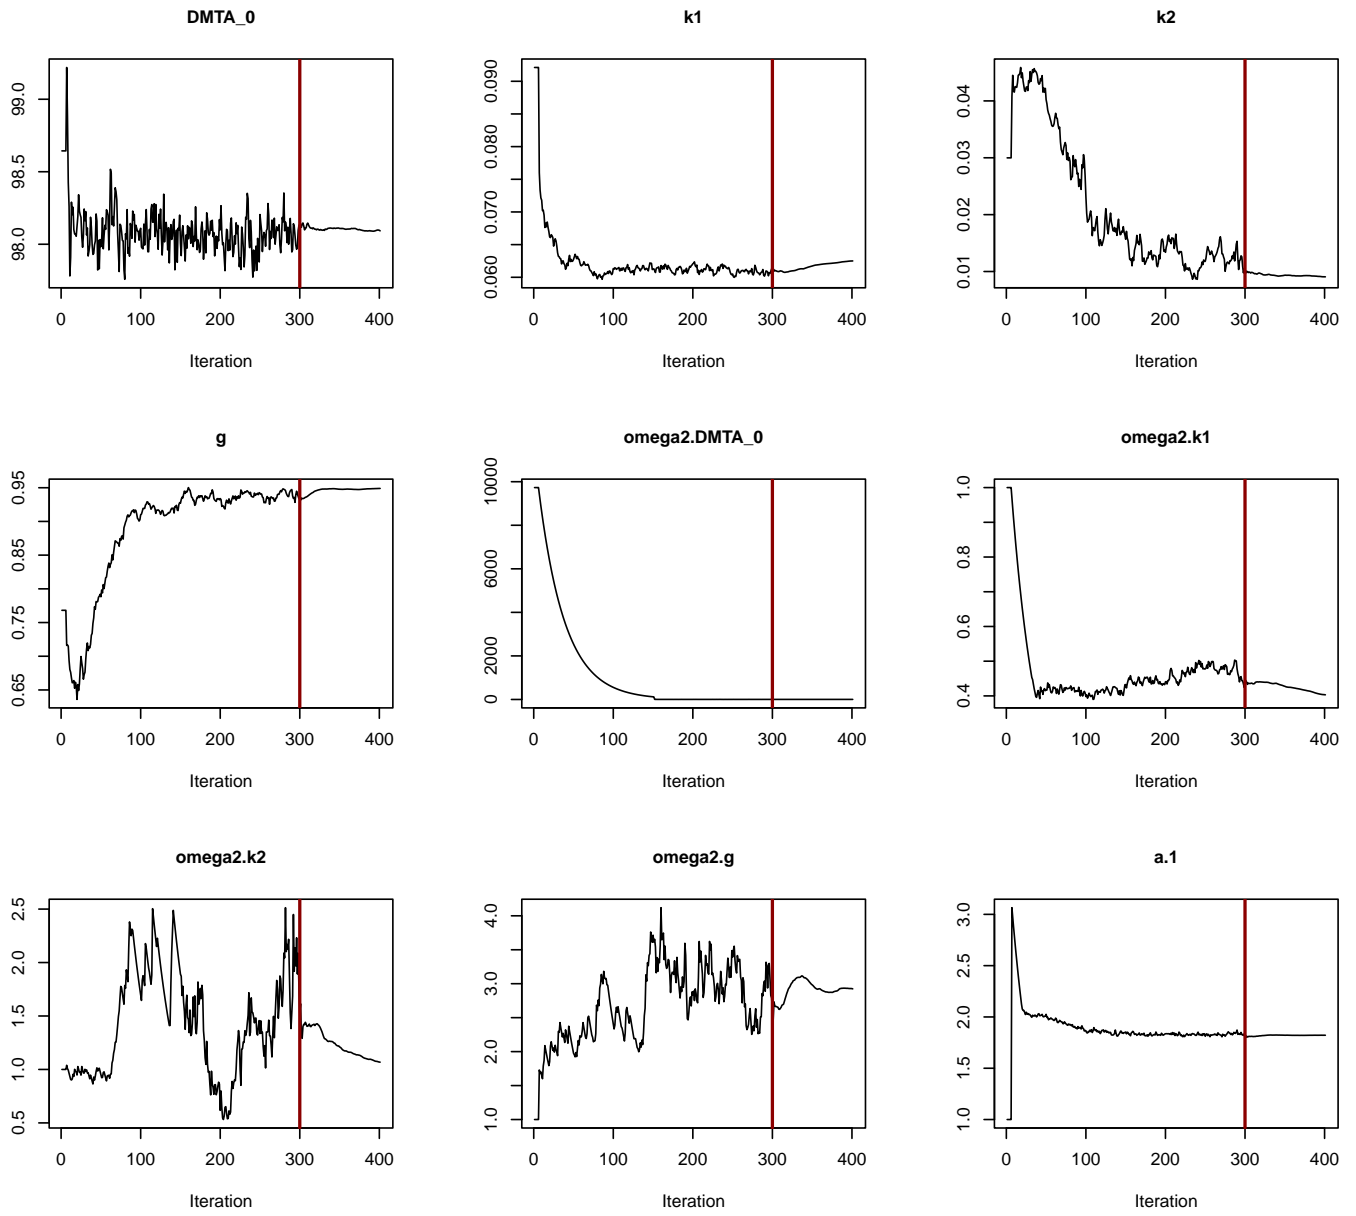 DMTA_0
k1
k2
98.0 98.5 99.0
0.060 0.070 0.080 0.090
0.01 0.02 0.03 0.04
0 100 200 300 400
0 100 200 300 400
0 100 200 300 400
Iteration
Iteration
Iteration
g
omega2.DMTA_0
omega2.k1
0.65 0.75 0.85 0.95
0 2000 6000 10000
0.4 0.6 0.8 1.0
0 100 200 300 400
0 100 200 300 400
0 100 200 300 400
Iteration
Iteration
Iteration
omega2.k2
omega2.g
a.1
0.5 1.0 1.5 2.0 2.5
1.0 2.0 3.0 4.0
1.0 1.5 2.0 2.5 3.0
0 100 200 300 400
0 100 200 300 400
0 100 200 300 400
Iteration
Iteration
Iteration